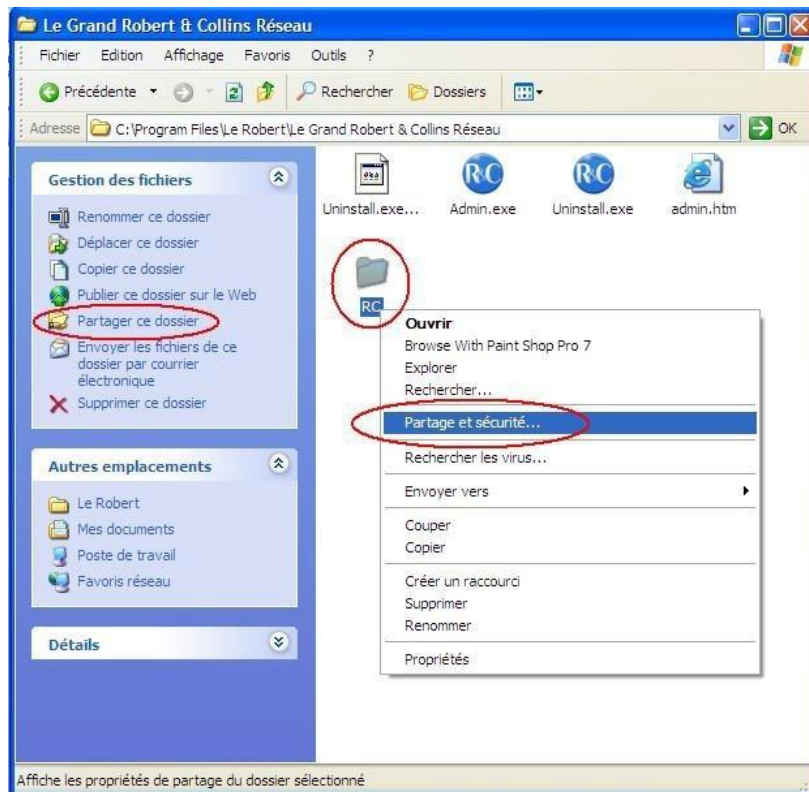 Le Grand Robert & Collins Réseau
Fichier Edition Affichage Favoris Outils ?
Précédente Rechercher Dossiers
Adresse C:\Program Files\Le Robert\Le Grand Robert & Collins Réseau OK
Gestion des fichiers
Renommer ce dossier
Déplacer ce dossier
Copier ce dossier
Publier ce dossier sur le Web
Partager ce dossier
Envoyer les fichiers de ce
dossier par courrier
électronique
Supprimer ce dossier
Autres emplacements
Le Robert
Mes documents
Poste de travail
Favoris réseau
Détails
R&C
R&C
Uninstall.exe... Admin.exe Uninstall.exe admin.htm
RC
Ouvrir
Browse With Paint Shop Pro 7
Explorer
Rechercher...
Partage et sécurité...
Rechercher les virus...
Envoyer vers
Couper
Copier
Créer un raccourci
Supprimer
Renommer
Propriétés
Affiche les propriétés de partage du dossier sélectionné